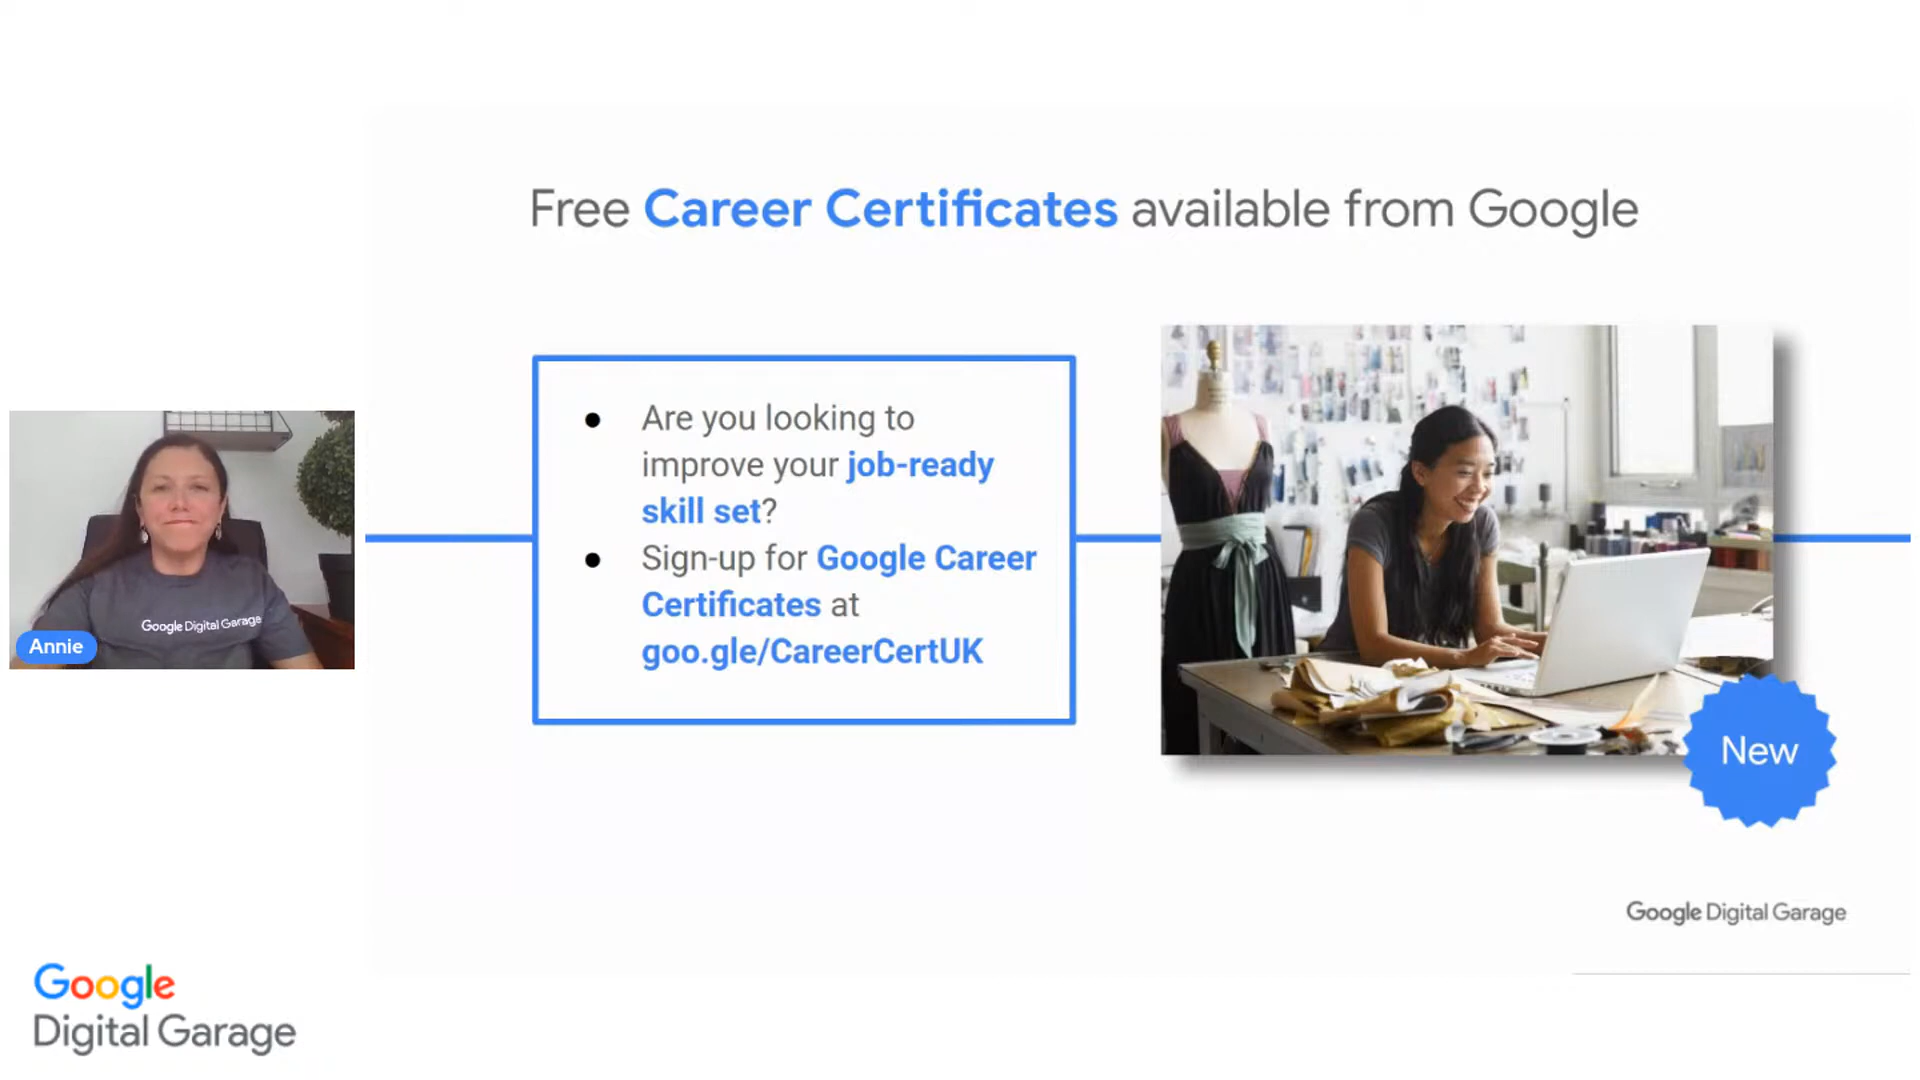 Free Career Certificates available from Google
● Are you looking to
improve your job-ready
skill set?
● Sign-up for Google Career
Certificates at
goo.gle/CareerCertUK
Google Digital Garage
Annie
New
Google Digital Garage
Google
Digital Garage